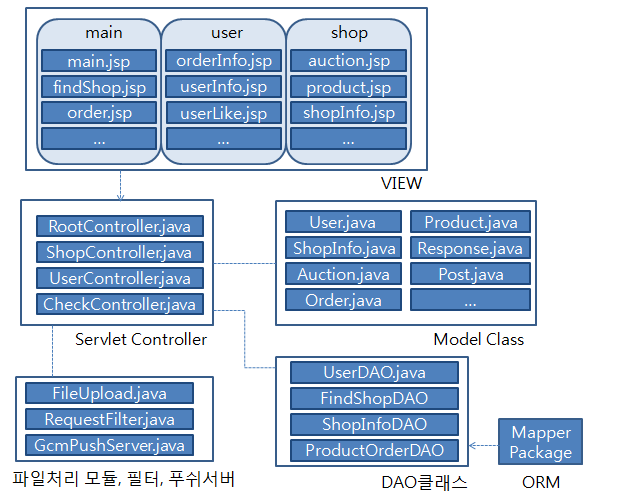 main
user
shop
main.jsp
findShop.jsp
order.jsp
...
orderInfo.jsp
userInfo.jsp
userLike.jsp
...
auction.jsp
product.jsp
shopInfo.jsp
...
VIEW
RootController.java
ShopController.java
UserController.java
CheckController.java
Servlet Controller
User.java
ShopInfo.java
Auction.java
Order.java
Product.java
Response.java
Post.java
...
Model Class
FileUpload.java
RequestFilter.java
GcmPushServer.java
파일처리 모듈, 필터, 푸쉬서버
UserDAO.java
FindShopDAO
ShopInfoDAO
ProductOrderDAO
DAO클래스
Mapper
Package
ORM